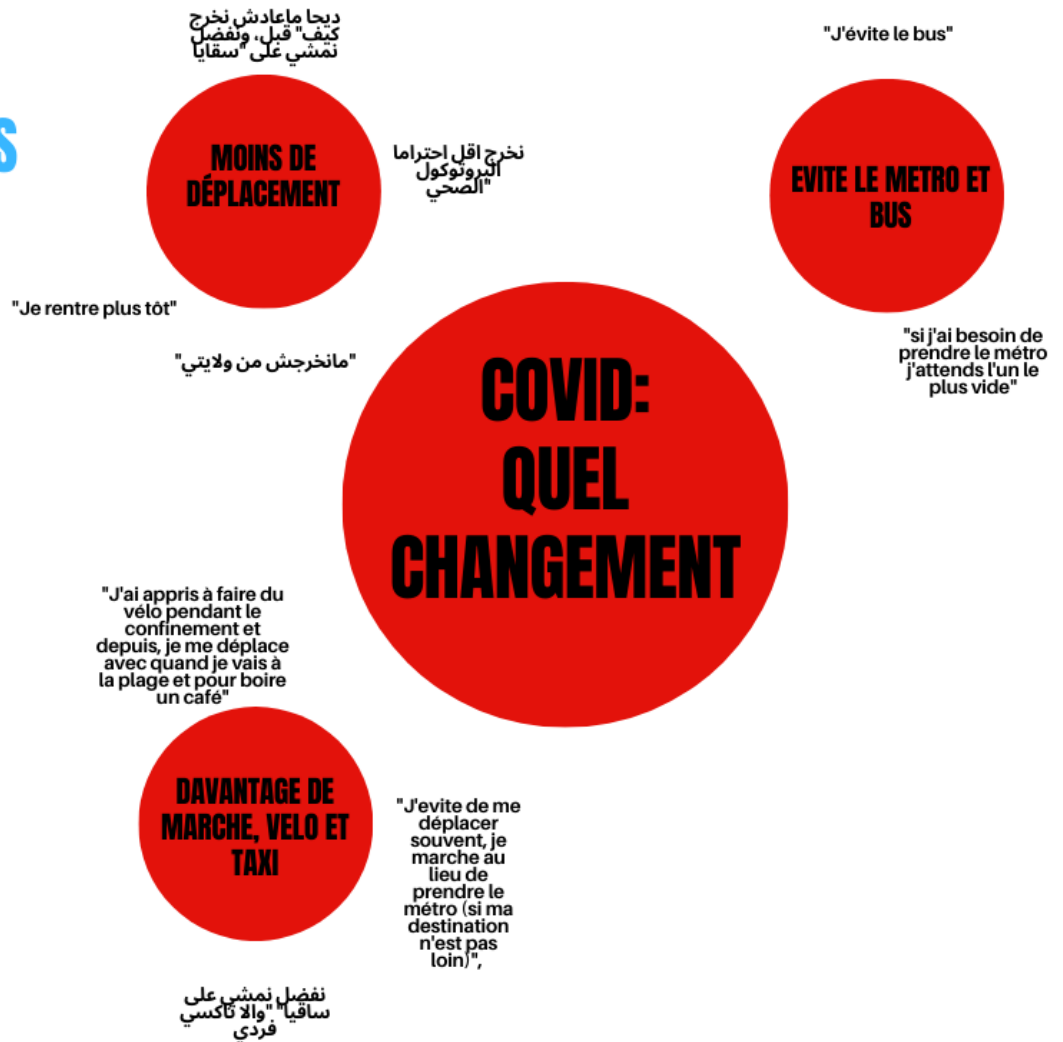 ديحا ماعادش نخرج
كيف" قبل، ونفضل
نمشي على "سقايا
S
MOINS DE
DÉPLACEMENT
نخرج اقل احتراما
البروتوكول
الصحي"
"Je rentre plus tôt"
"مانخرجش من ولايتي"
"J'évite le bus"
EVITE LE METRO ET
BUS
"si j'ai besoin de
prendre le métro
j'attends l'un le
plus vide"
COVID:
QUEL
CHANGEMENT
"J'ai appris à faire du
vélo pendant le
confinement et
depuis, je me déplace
avec quand je vais à
la plage et pour boire
un café"
DAVANTAGE DE
MARCHE, VELO ET
TAXI
"J'evite de me
déplacer
souvent, je
marche au
lieu de
prendre le
métro (si ma
destination
n'est pas
loin)",
نفضل نمشي على
ساقيا" "والا تاكسي
فردي